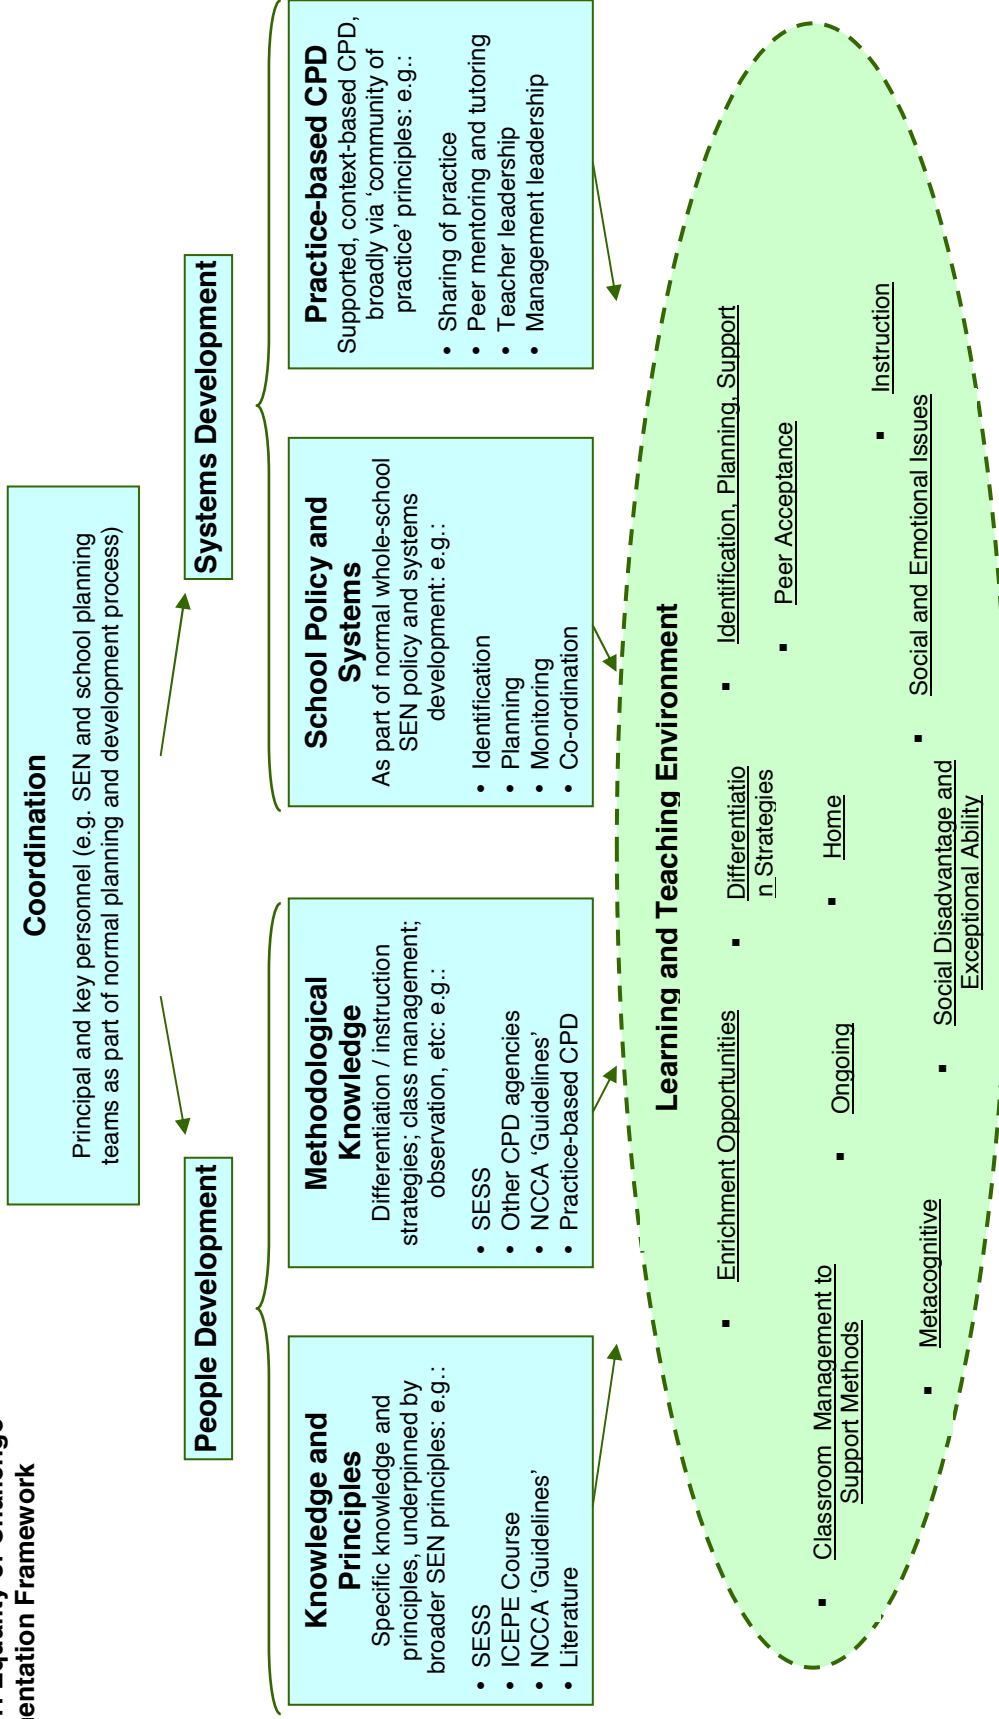 Equality of Challenge
Framework
Coordination
Principal and key personnel (e.g. SEN and school planning
teams as part of normal planning and development process)
People Development
Systems Development
Knowledge and
Principles
Specific knowledge and
principles, underpinned by
broader SEN principles: e.g.:
• SESS
• ICEPE Course
• NCCA ‘Guidelines’
• Literature
Methodological
Knowledge
Differentiation / instruction
strategies; class management;
observation, etc: e.g.:
• SESS
• Other CPD agencies
• NCCA ‘Guidelines’
• Practice-based CPD
School Policy and
Systems
As part of normal whole-school
SEN policy and systems
development: e.g.:
• Identification
• Planning
• Monitoring
• Co-ordination
Practice-based CPD
Supported, context-based CPD,
broadly via ‘community of
practice’ principles: e.g.:
• Sharing of practice
• Peer mentoring and tutoring
• Teacher leadership
• Management leadership
Learning and Teaching Environment
▪ Enrichment Opportunities
▪ Differentiatio
n Strategies
▪ Identification, Planning, Support
▪ Peer Acceptance
▪ Classroom Management to
Support Methods
▪ Ongoing
▪ Home
▪ Instruction
▪ Metacognitive
▪ Social Disadvantage and
Exceptional Ability
▪ Social and Emotional Issues